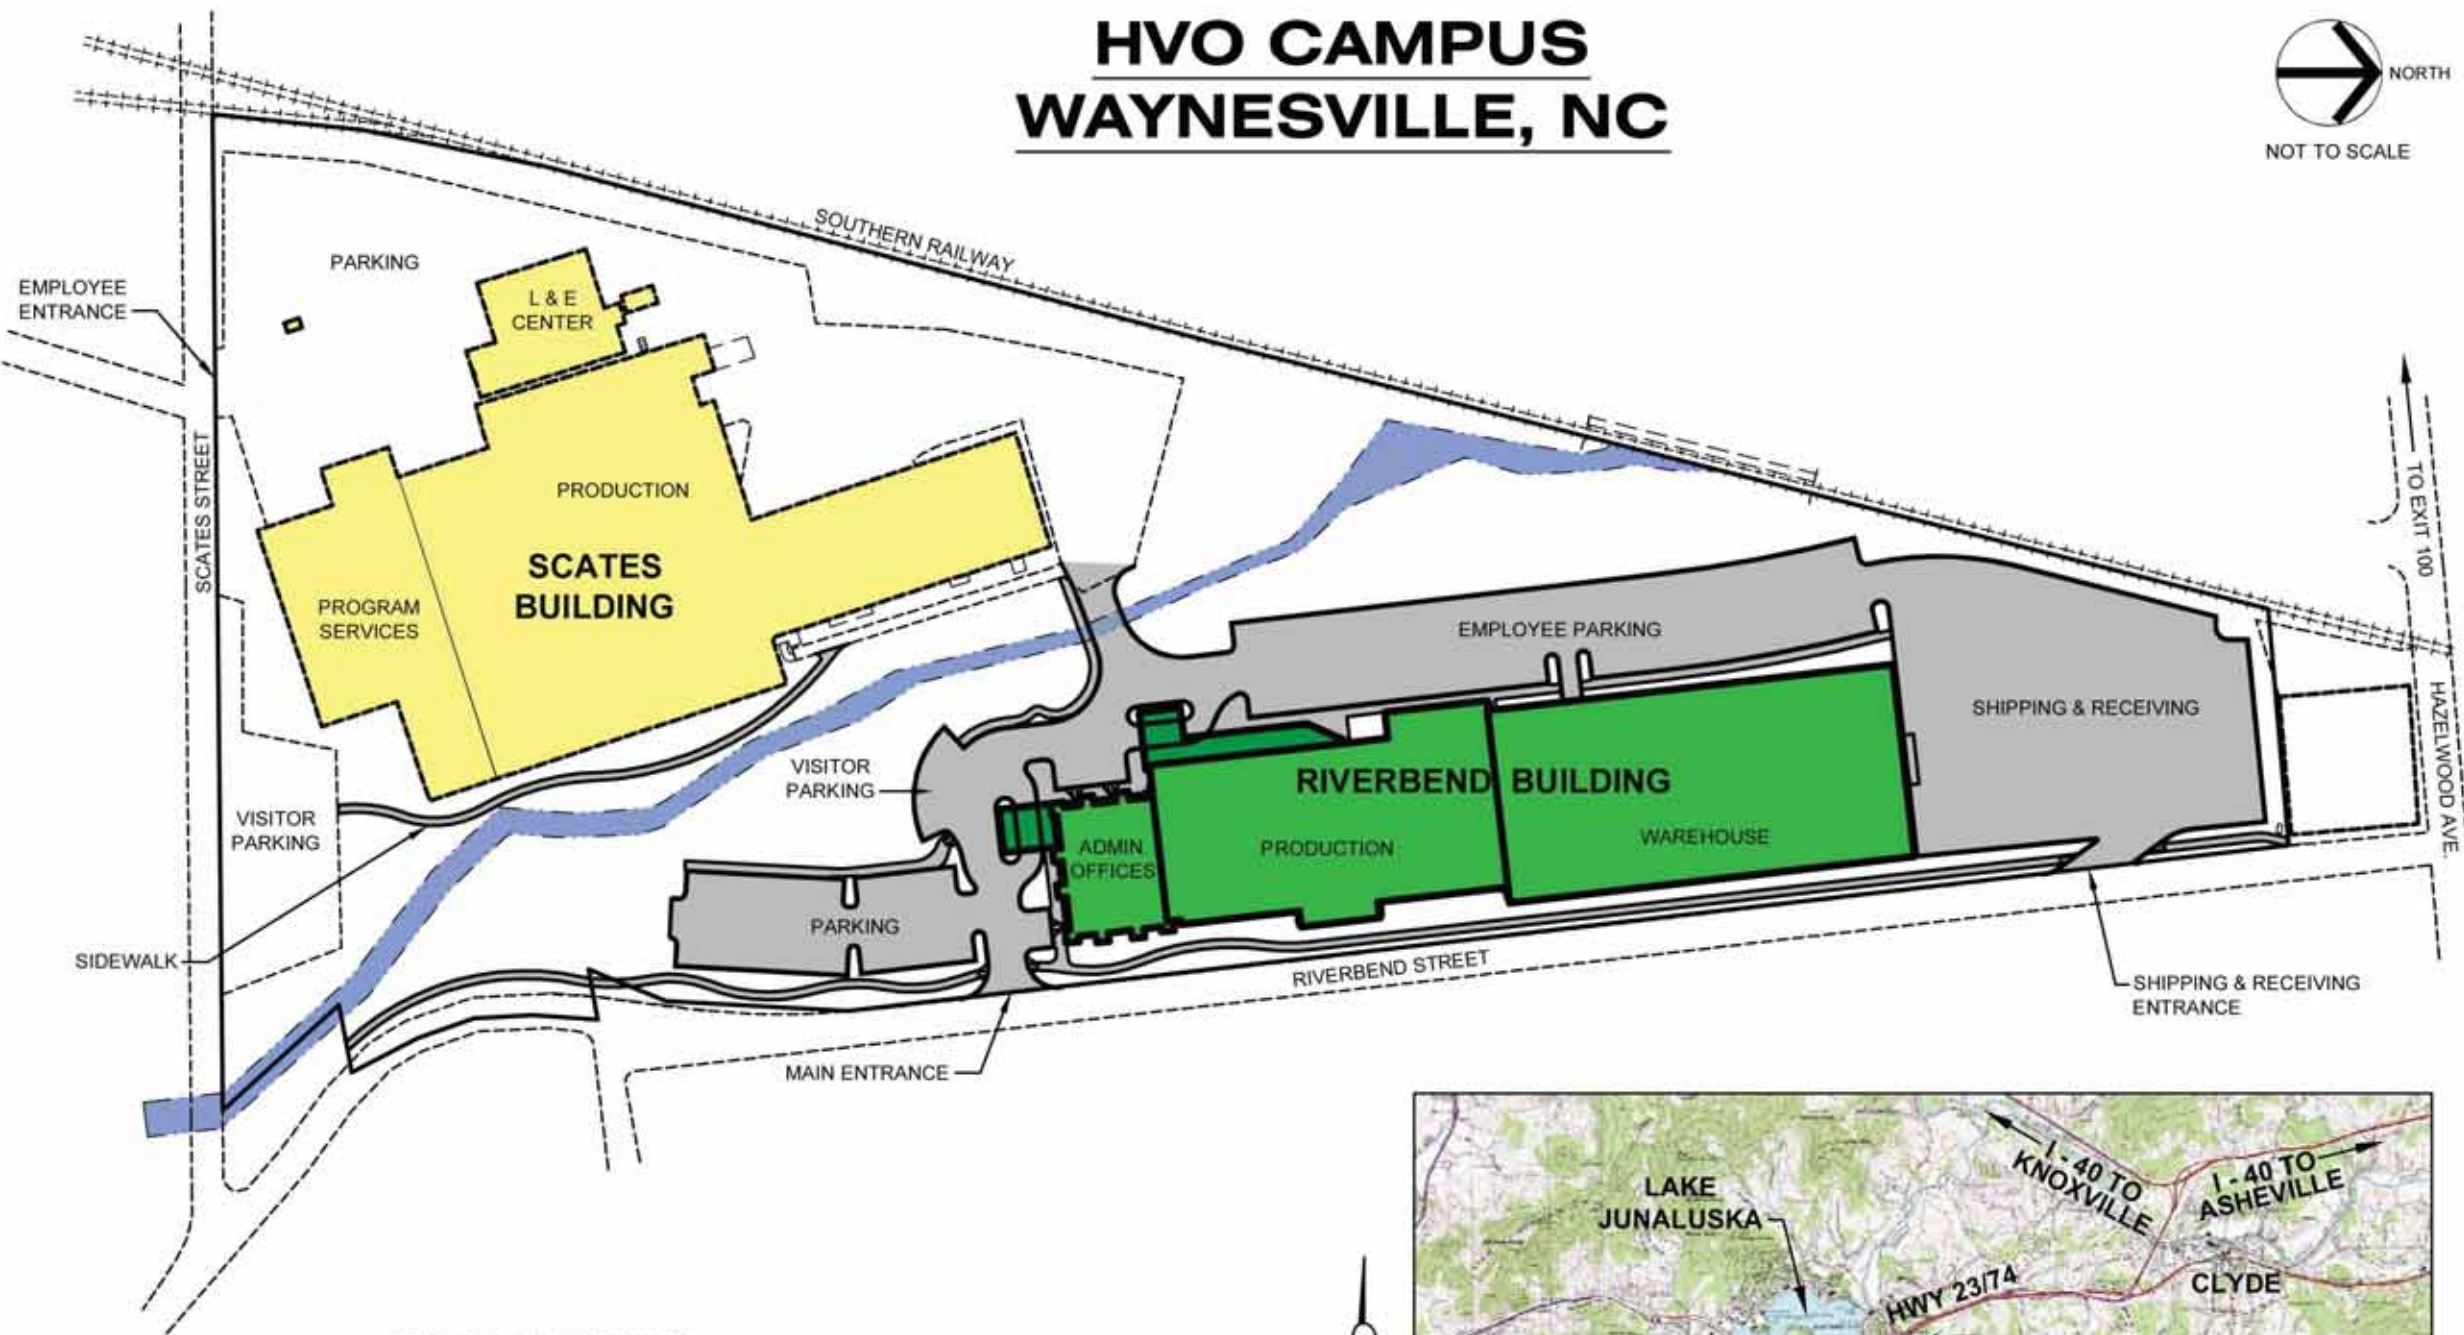 HVO CAMPUS
WAYNESVILLE, NC
NORTH
NOT TO SCALE
SOUTHERN RAILWAY
PARKING
EMPLOYEE
ENTRANCE
L & E
CENTER
SCATES STREET
PRODUCTION
SCATES
BUILDING
PROGRAM
SERVICES
TO EXIT 100
EMPLOYEE PARKING
SHIPPING & RECEIVING
HAZELWOOD AVE.
VISITOR
PARKING
RIVERBEND BUILDING
VISITOR
PARKING
ADMIN
OFFICES
PRODUCTION
WAREHOUSE
PARKING
SIDEWALK
RIVERBEND STREET
SHIPPING & RECEIVING
ENTRANCE
MAIN ENTRANCE
I - 40 TO
KNOXVILLE
I - 40 TO
ASHEVILLE
LAKE
JUNALUSKA
HWY 23/74
CLYDE